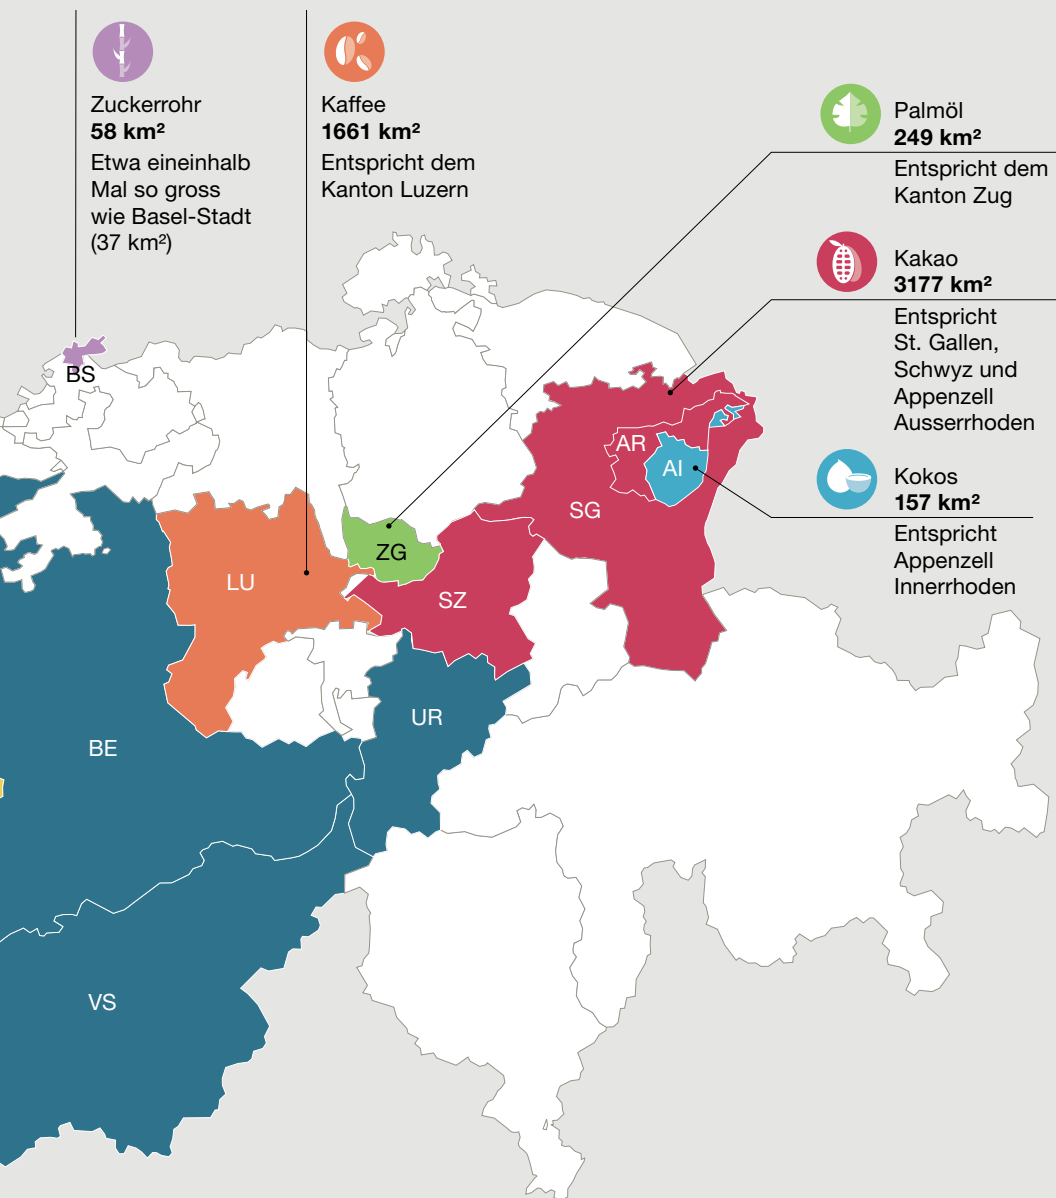 Zuckerrohr
58 km²
Etwa eineinhalb
Mal so gross
wie Basel-Stadt
(37 km²)
Kaffee
1661 km²
Entspricht dem
Kanton Luzern
Palmöl
249 km²
Entspricht dem
Kanton Zug
Kakao
3177 km²
Entspricht
St. Gallen,
Schwyz und
Appenzell
Ausserrhoden
Kokos
157 km²
Entspricht
Appenzell
Innerrhoden
BS
AR
AI
SG
ZG
LU
SZ
UR
BE
VS